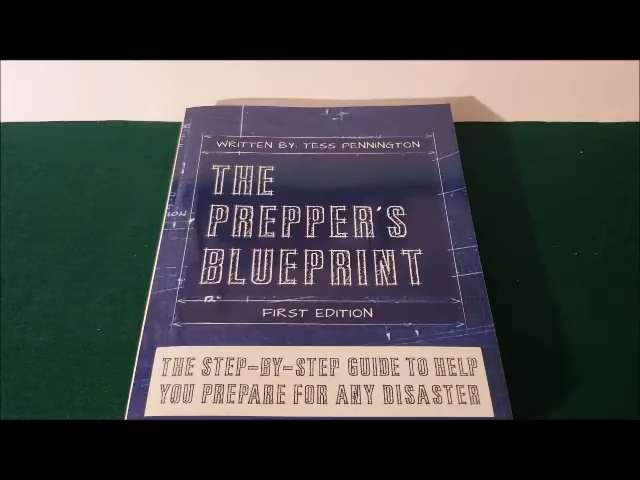 WRITTEN BY: TESS PENNINGTON
THE
PREPPER'S
BLUEPRINT
FIRST EDITION
THE STEP-BY-STEP GUIDE TO HELP
YOU PREPARE FOR ANY DISASTER